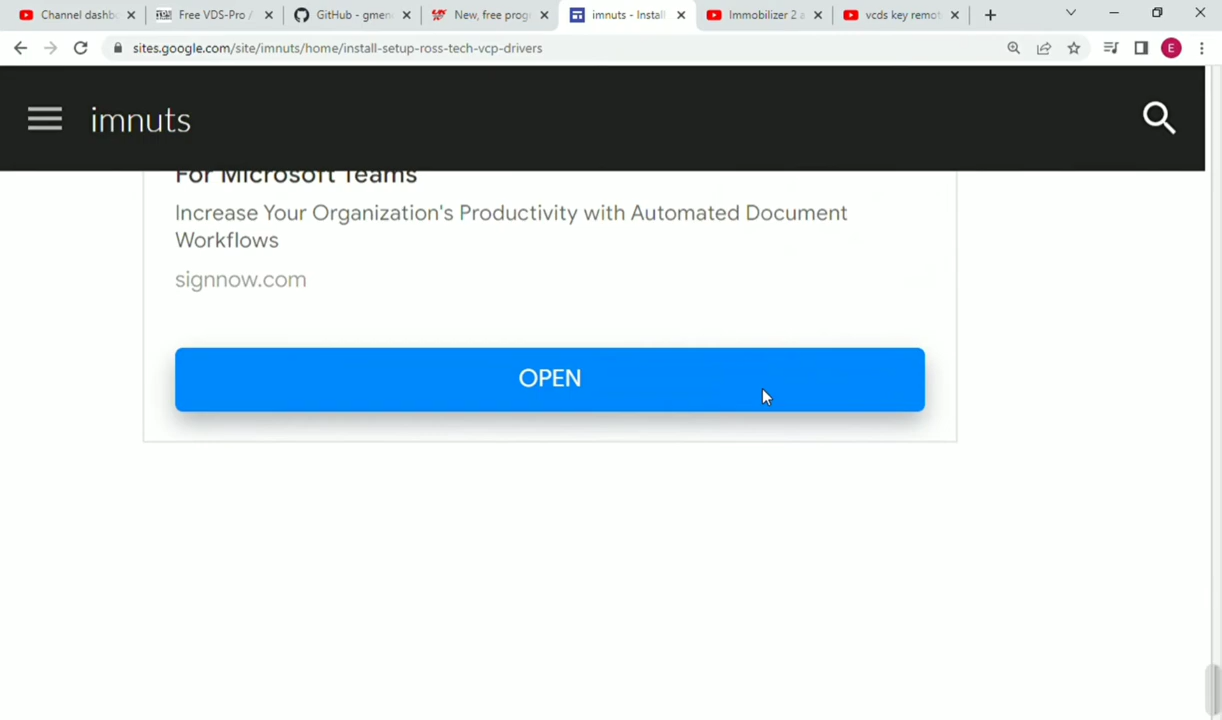 Channel dashb
Free VDS-Pro /
GitHub - gmen
New, free prog
imnuts - Install
Immobilizer 2 a
vcds key remot
sites.google.com/site/imnuts/home/install-setup-ross-tech-vcp-drivers
E
imnuts
For Microsoft Teams
Increase Your Organization's Productivity with Automated Document
Workflows
signnow.com
OPEN